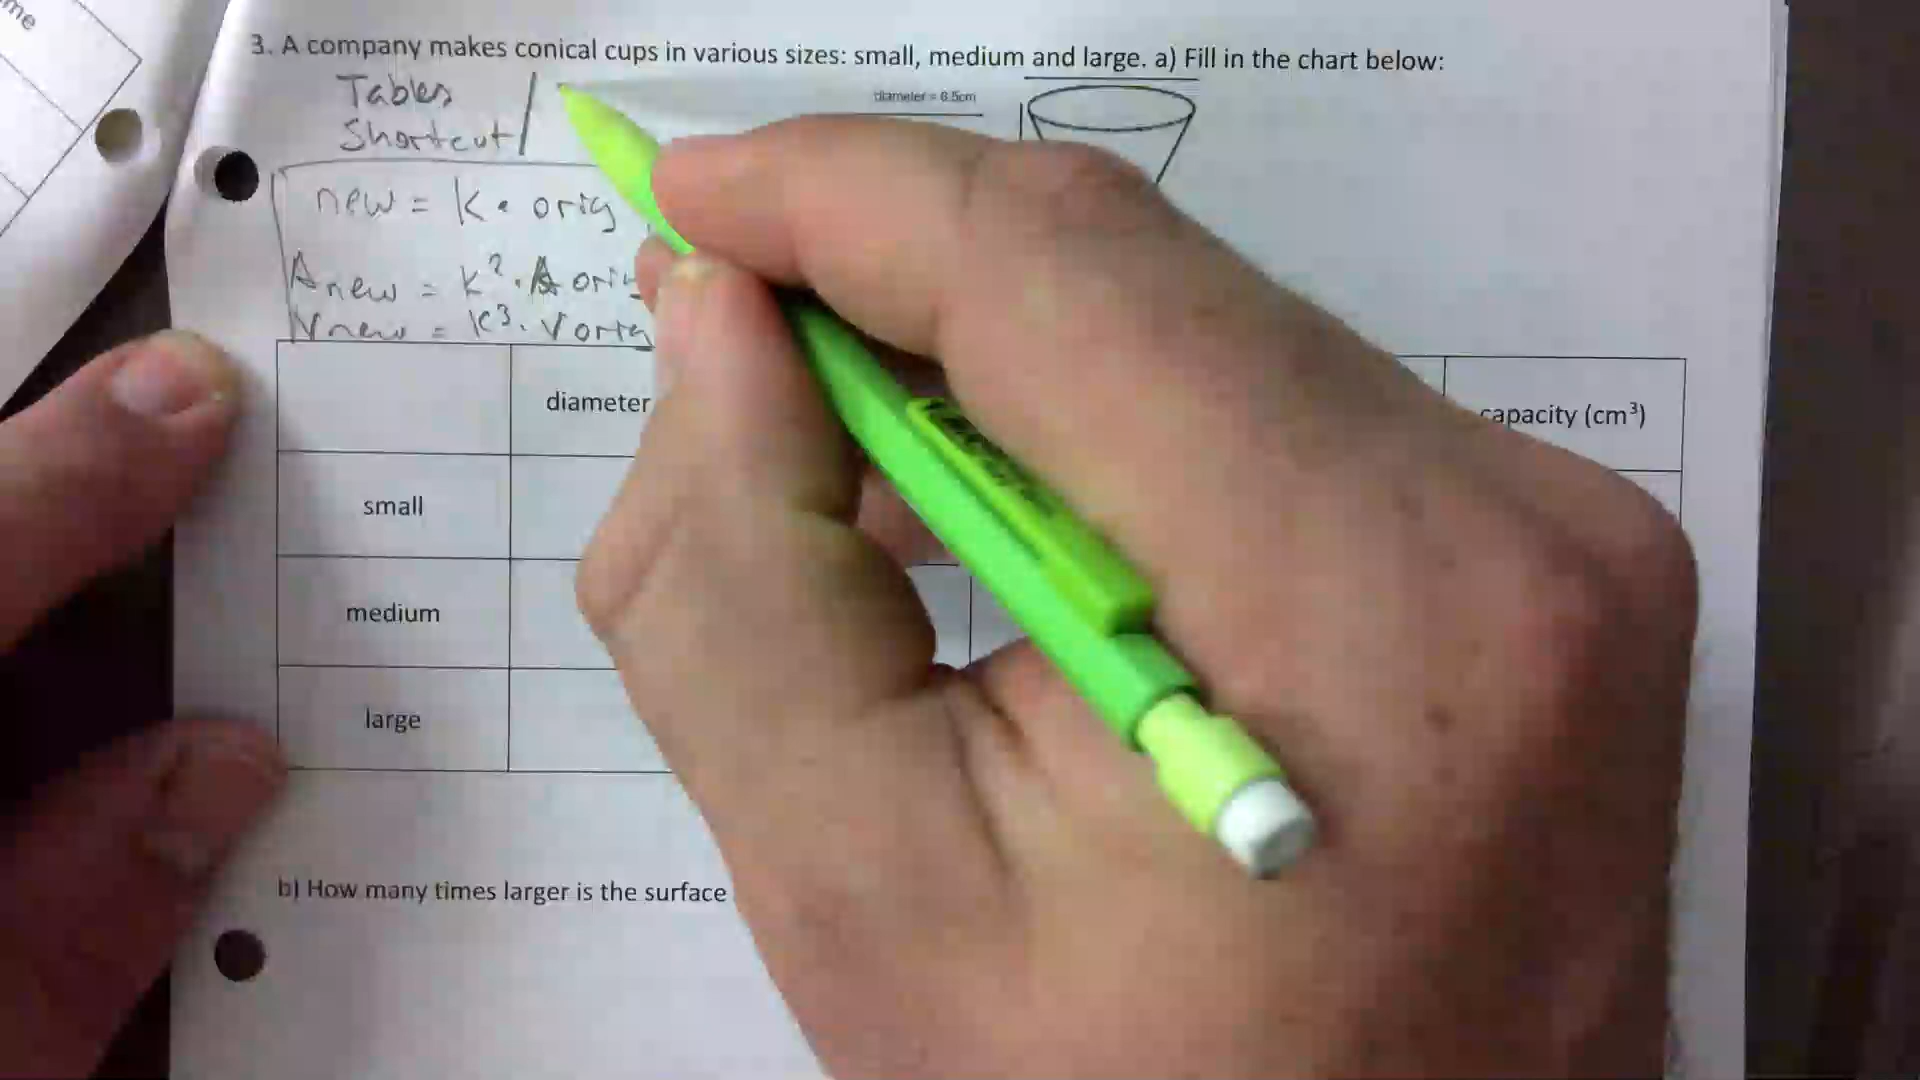 me
3. A company makes conical cups in various sizes: small, medium and large. a) Fill in the chart below:
Tables
Shortcut
diameter = 6.5cm
new = K • orig
Anew = K². A orig
Vnew = K³. V orig
diameter
capacity (cm³)
small
medium
large
b) How many times larger is the surface